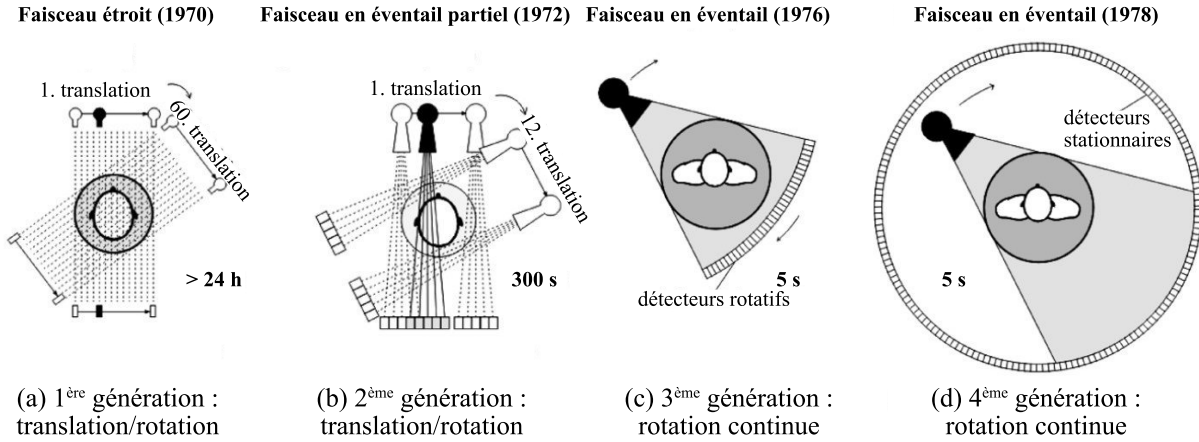 Faisceau étroit (1970)
Faisceau en éventail partiel (1972)
Faisceau en éventail (1976)
Faisceau en éventail (1978)
1. translation
60. translation
> 24 h
1. translation
12. translation
300 s
5 s
détecteurs rotatifs
détecteurs
stationnaires
5 s
(a) 1ère génération :
translation/rotation
(b) 2ème génération :
translation/rotation
(c) 3ème génération :
rotation continue
(d) 4ème génération :
rotation continue